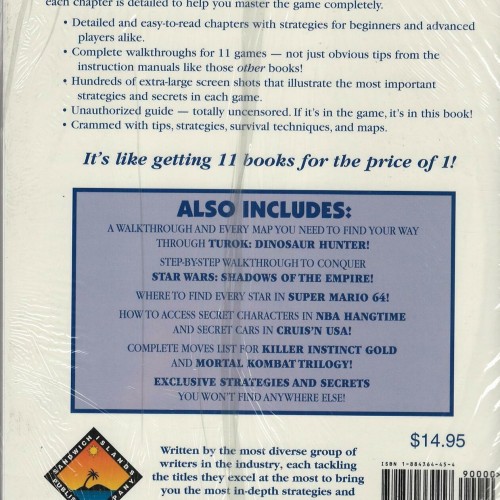 each chapter is detailed to help you master the game completely.
• Detailed and easy-to-read chapters with strategies for beginners and advanced
players alike.
• Complete walkthroughs for 11 games — not just obvious tips from the
instruction manuals like those other books!
• Hundreds of extra-large screen shots that illustrate the most important
strategies and secrets in each game.
• Unauthorized guide — totally uncensored. If it's in the game, it's in this book!
• Crammed with tips, strategies, survival techniques, and maps.
It's like getting 11 books for the price of 1!
ALSO INCLUDES:
A WALKTHROUGH AND EVERY MAP YOU NEED TO FIND YOUR WAY
THROUGH TUROK: DINOSAUR HUNTER!
STEP-BY-STEP WALKTHROUGH TO CONQUER
STAR WARS: SHADOWS OF THE EMPIRE!
WHERE TO FIND EVERY STAR IN SUPER MARIO 64!
HOW TO ACCESS SECRET CHARACTERS IN NBA HANGTIME
AND SECRET CARS IN CRUIS'N USA!
COMPLETE MOVES LIST FOR KILLER INSTINCT GOLD
AND MORTAL KOMBAT TRILOGY!
EXCLUSIVE STRATEGIES AND SECRETS
YOU WON'T FIND ANYWHERE ELSE!
$14.95
ISBN 1-884364-45-4
90000
SANDWICH ISLANDS
PUBLISHING COMPANY
Written by the most diverse group of
writers in the industry, each tackling
the titles they excel at the most to bring
you the most in-depth strategies and